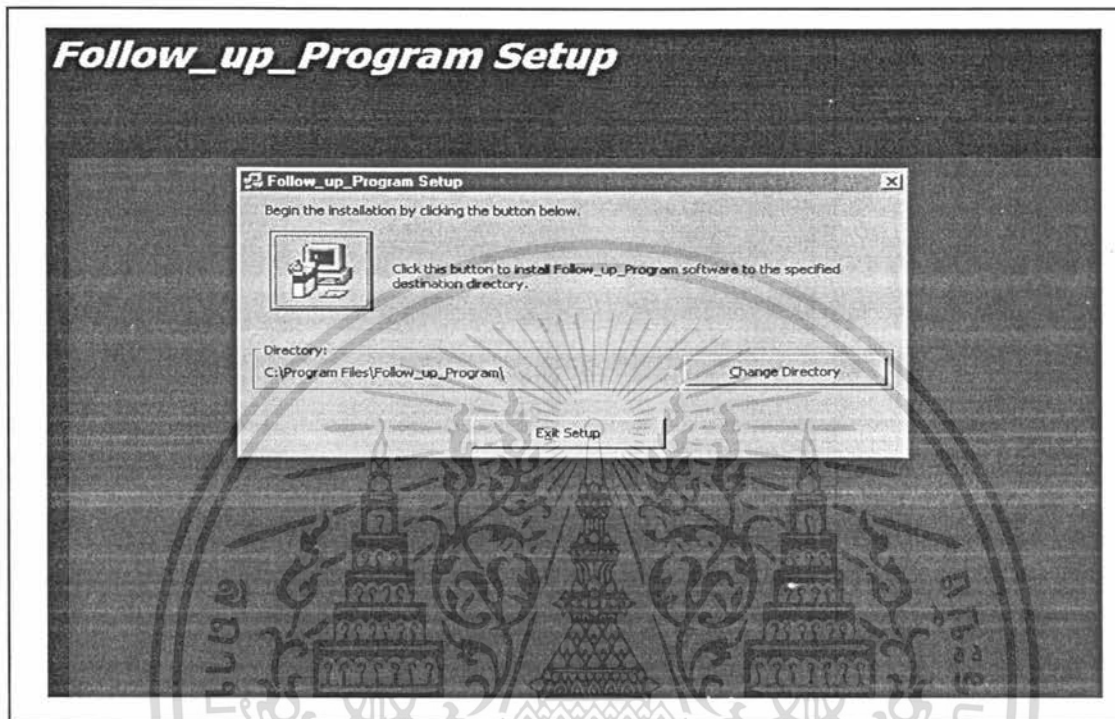 Follow_up_Program Setup
Follow_up_Program Setup
Begin the installation by clicking the button below.
Click this button to install Follow_up_Program software to the specified
destination directory.
Directory:
C:\Program Files\Follow_up_Program\
Change Directory
Exit Setup